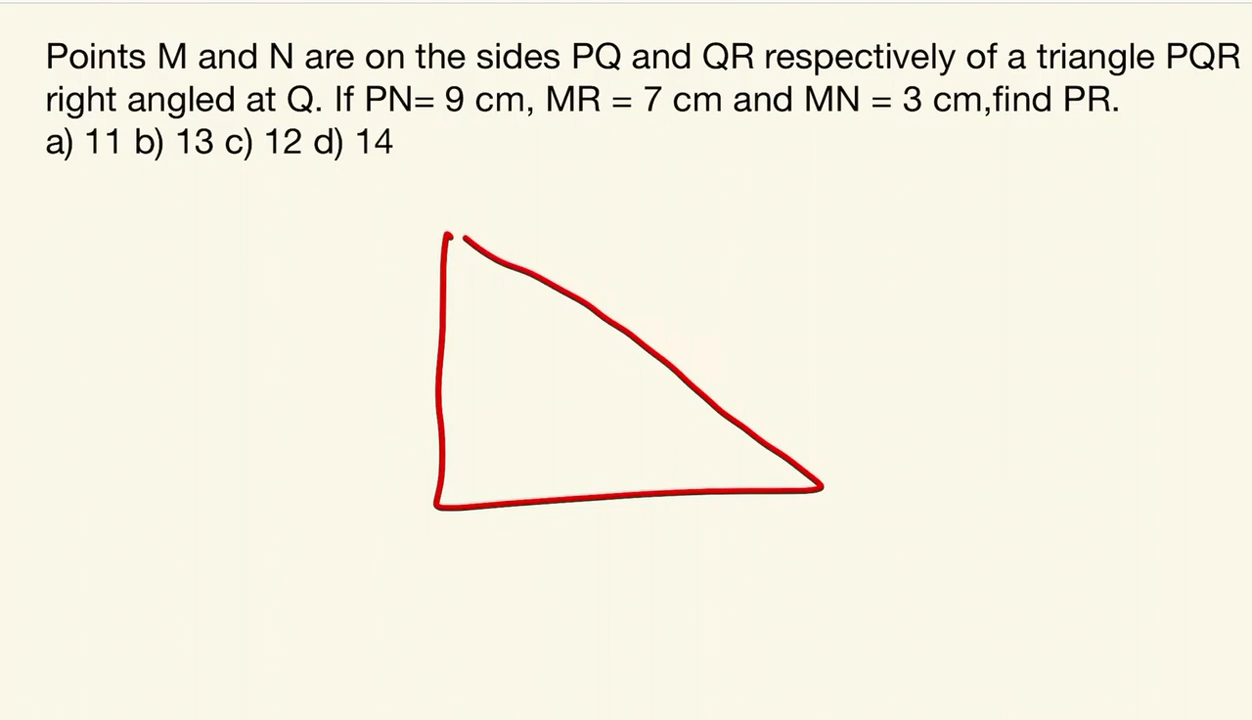 Points M and N are on the sides PQ and QR respectively of a triangle PQR
right angled at Q. If PN= 9 cm, MR = 7 cm and MN = 3 cm,find PR.
a) 11 b) 13 c) 12 d) 14